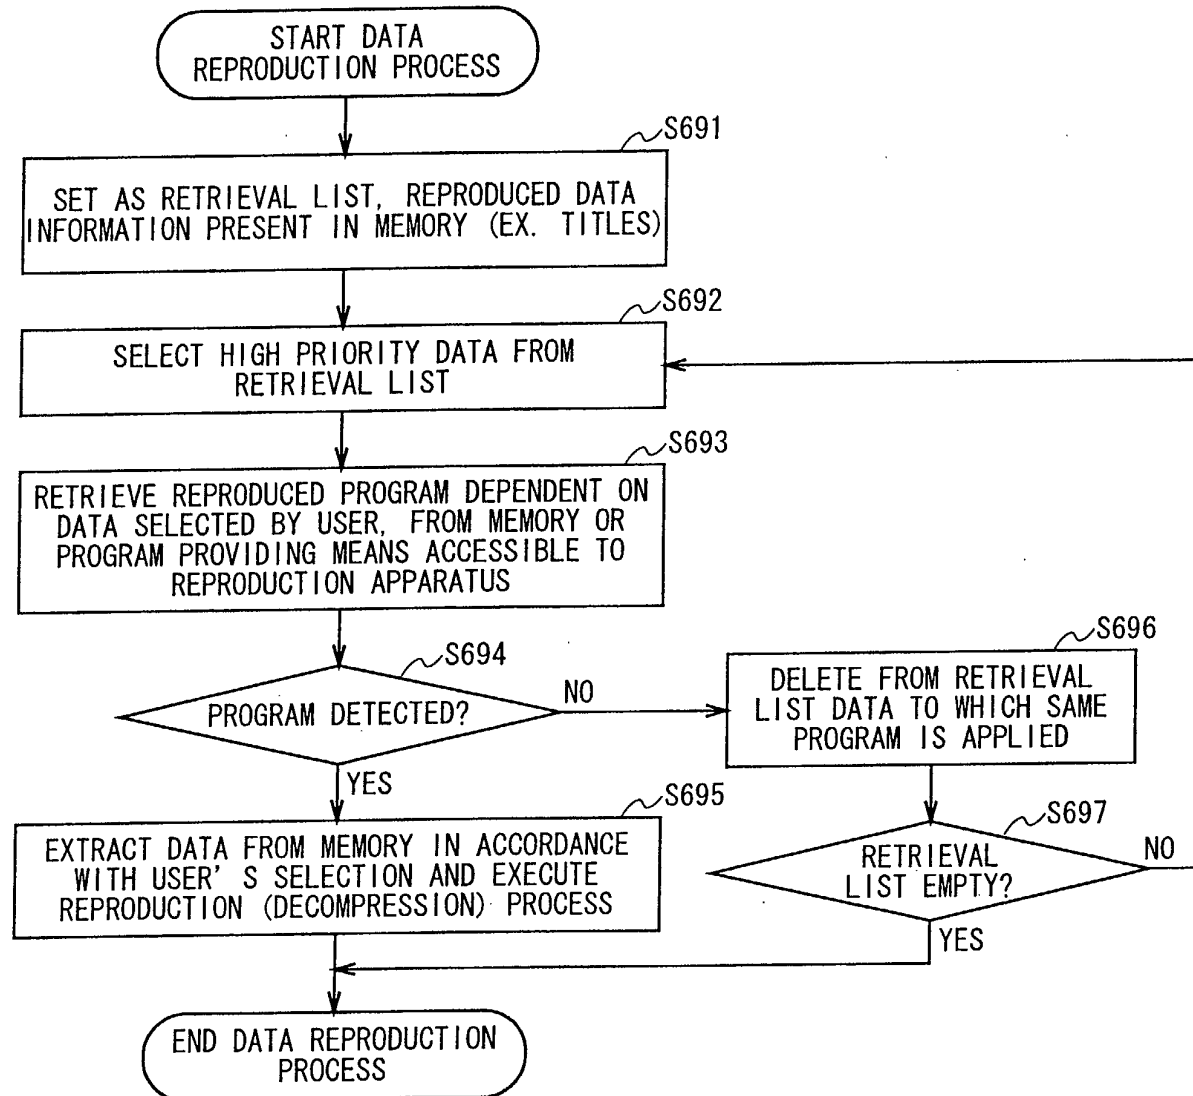 START DATA
REPRODUCTION PROCESS
S691
SET AS RETRIEVAL LIST, REPRODUCED DATA
INFORMATION PRESENT IN MEMORY (EX. TITLES)
S692
SELECT HIGH PRIORITY DATA FROM
RETRIEVAL LIST
S693
RETRIEVE REPRODUCED PROGRAM DEPENDENT ON
DATA SELECTED BY USER, FROM MEMORY OR
PROGRAM PROVIDING MEANS ACCESSIBLE TO
REPRODUCTION APPARATUS
S694
PROGRAM DETECTED?
NO
YES
S696
DELETE FROM RETRIEVAL
LIST DATA TO WHICH SAME
PROGRAM IS APPLIED
S695
EXTRACT DATA FROM MEMORY IN ACCORDANCE
WITH USER' S SELECTION AND EXECUTE
REPRODUCTION (DECOMPRESSION) PROCESS
S697
RETRIEVAL
LIST EMPTY?
NO
YES
END DATA REPRODUCTION
PROCESS